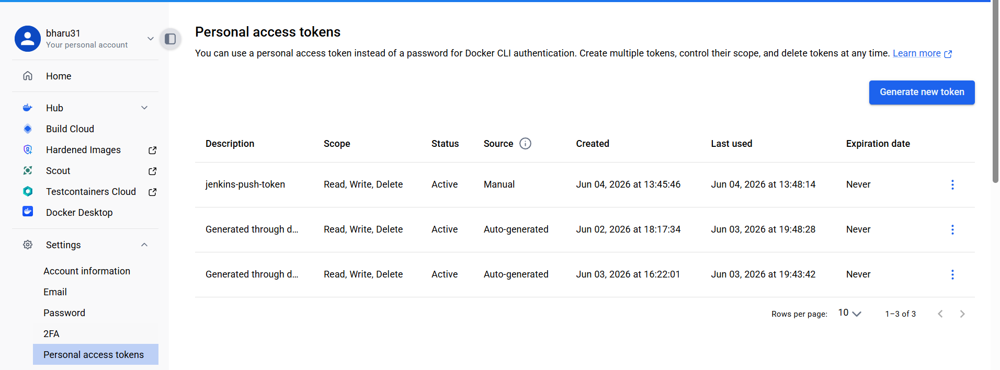 bharu31
Your personal account
Home
Hub
Build Cloud
Hardened Images
Scout
Testcontainers Cloud
Docker Desktop
Settings
Account information
Email
Password
2FA
Personal access tokens
Personal access tokens
You can use a personal access token instead of a password for Docker CLI authentication. Create multiple tokens, control their scope, and delete tokens at any time. Learn more
Generate new token
Description Scope Status Source Created Last used Expiration date
jenkins-push-token Read, Write, Delete Active Manual Jun 04, 2026 at 13:45:46 Jun 04, 2026 at 13:48:14 Never
Generated through d... Read, Write, Delete Active Auto-generated Jun 02, 2026 at 18:17:34 Jun 03, 2026 at 19:48:28 Never
Generated through d... Read, Write, Delete Active Auto-generated Jun 03, 2026 at 16:22:01 Jun 03, 2026 at 19:43:42 Never
Rows per page: 10 1–3 of 3